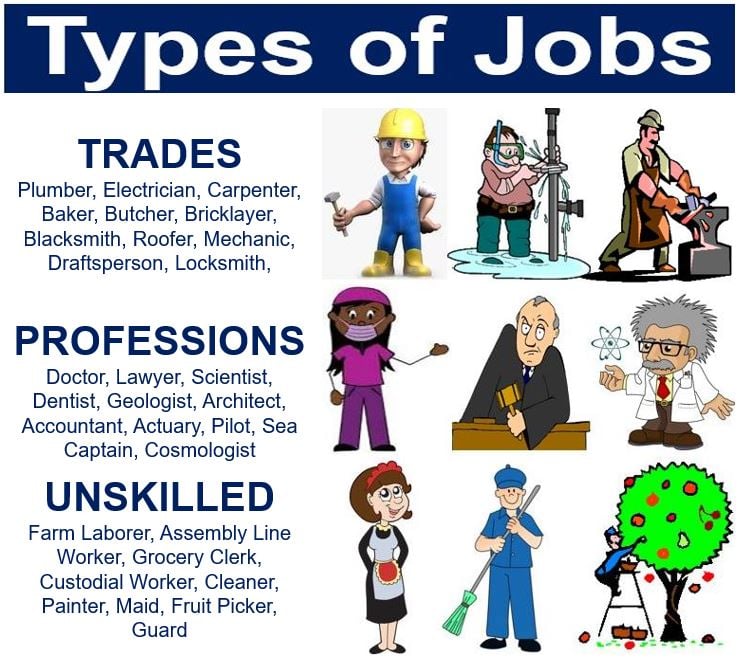 Types of Jobs
TRADES
Plumber, Electrician, Carpenter,
Baker, Butcher, Bricklayer,
Blacksmith, Roofer, Mechanic,
Draftsperson, Locksmith,
PROFESSIONS
Doctor, Lawyer, Scientist,
Dentist, Geologist, Architect,
Accountant, Actuary, Pilot, Sea
Captain, Cosmologist
UNSKILLED
Farm Laborer, Assembly Line
Worker, Grocery Clerk,
Custodial Worker, Cleaner,
Painter, Maid, Fruit Picker,
Guard